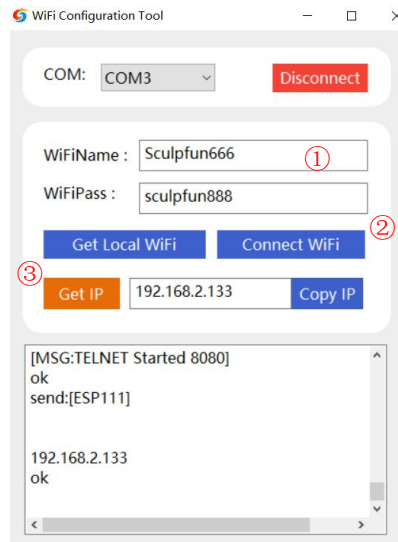 WiFi Configuration Tool
COM: COM3 Disconnect
WiFiName : Sculpfun666 ①
WiFiPass : sculpfun888
②
Get Local WiFi Connect WiFi
③
Get IP 192.168.2.133 Copy IP
[MSG:TELNET Started 8080]
ok
send:[ESP111]
192.168.2.133
ok